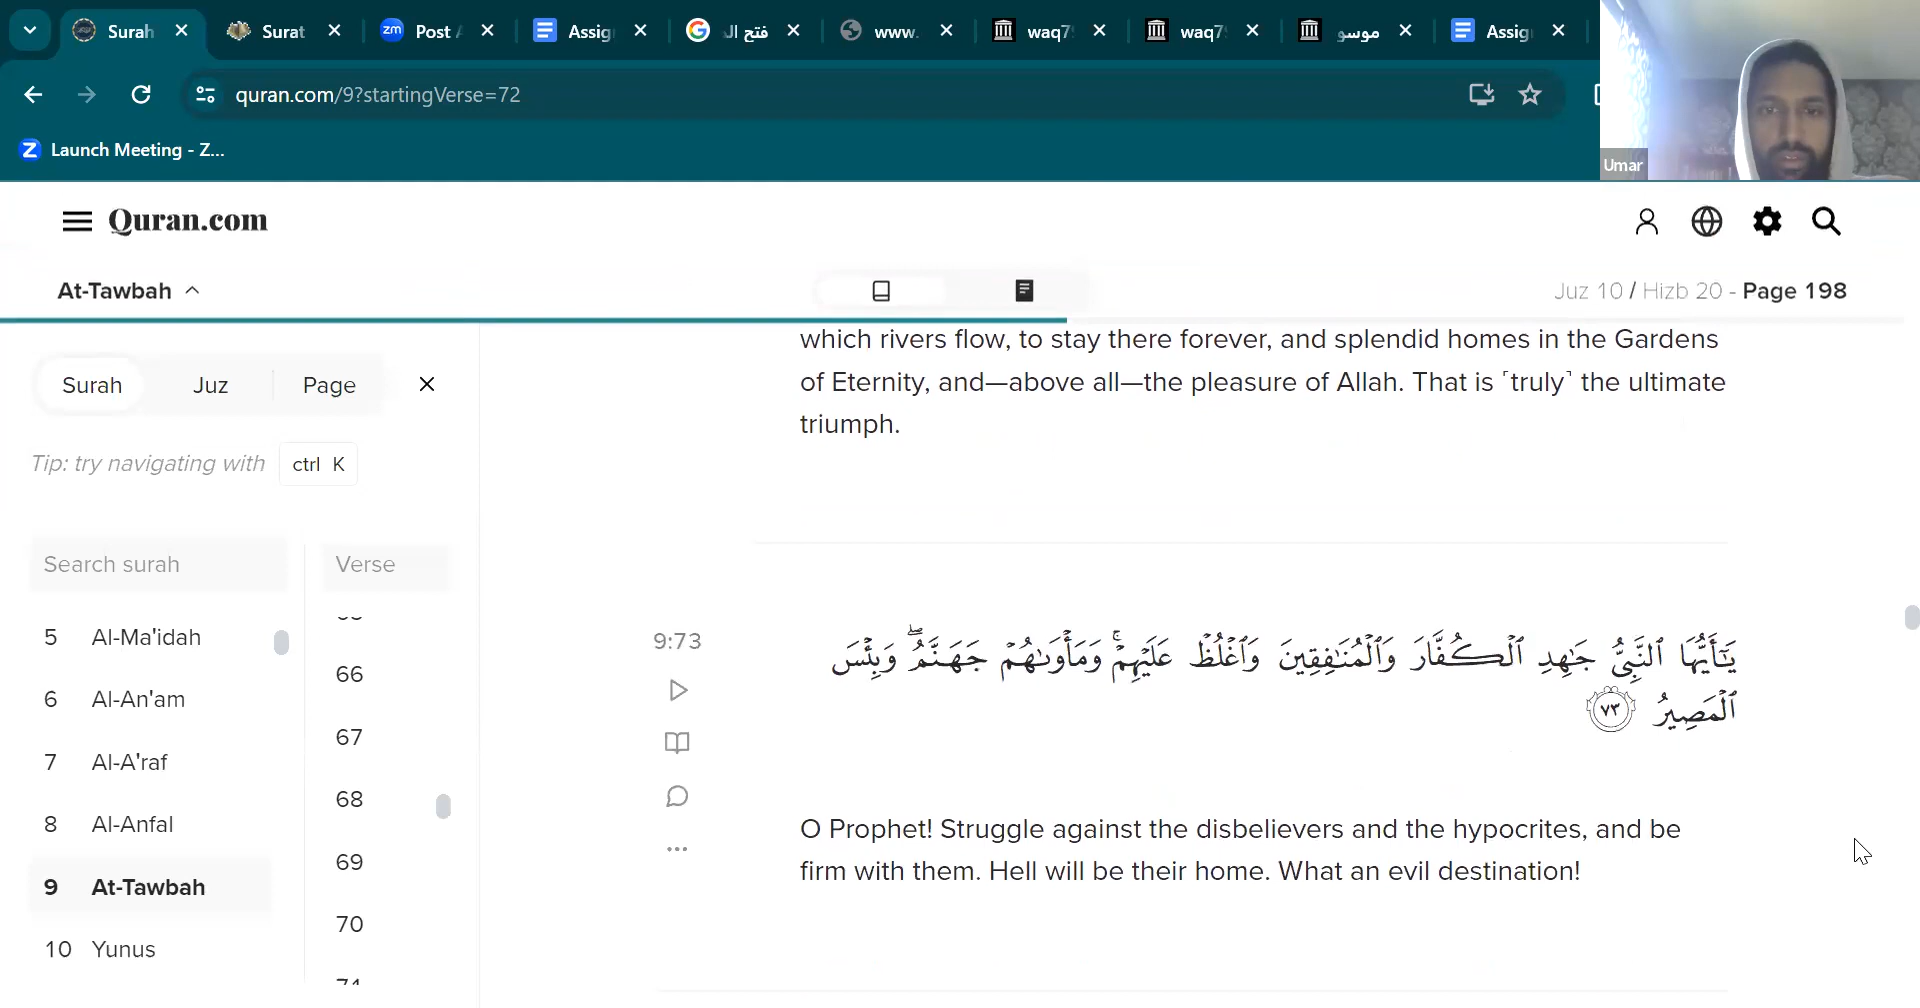 Surah
Surat
Post A
Assig
فتح الـ
www.
waq7
waq7
موسو
Assig
quran.com/9?startingVerse=72
Launch Meeting - Z...
Umar
Quran.com
At-Tawbah
Juz 10 / Hizb 20 - Page 198
Surah
Juz
Page
Tip: try navigating with ctrl K
Search surah
Verse
5 Al-Ma'idah
6 Al-An'am
7 Al-A'raf
8 Al-Anfal
9 At-Tawbah
10 Yunus
66
67
68
69
70
which rivers flow, to stay there forever, and splendid homes in the Gardens
of Eternity, and—above all—the pleasure of Allah. That is ˹truly˺ the ultimate
triumph.
9:73
يَـٰٓأَيُّهَا ٱلنَّبِىُّ جَـٰهِدِ ٱلْكُفَّارَ وَٱلْمُنَـٰفِقِينَ وَٱغْلُظْ عَلَيْهِمْ ۚ وَمَأْوَىٰهُمْ جَهَنَّمُ ۖ وَبِئْسَ
ٱلْمَصِيرُ ٧٣
O Prophet! Struggle against the disbelievers and the hypocrites, and be
firm with them. Hell will be their home. What an evil destination!